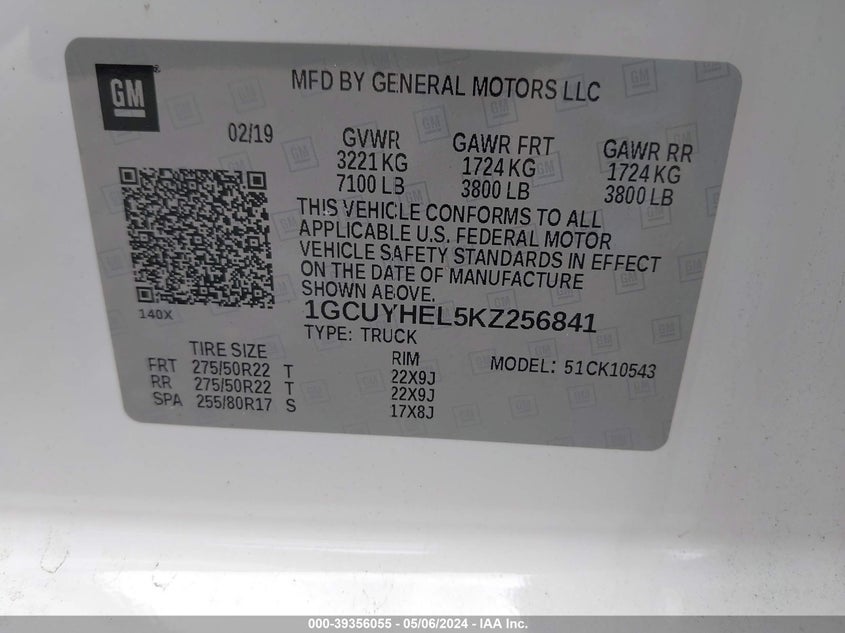 GM
MFD BY GENERAL MOTORS LLC
02/19
GVWR
3221 KG
7100 LB
GAWR FRT
1724 KG
3800 LB
GAWR RR
1724 KG
3800 LB
THIS VEHICLE CONFORMS TO ALL
APPLICABLE U.S. FEDERAL MOTOR
VEHICLE SAFETY STANDARDS IN EFFECT
ON THE DATE OF MANUFACTURE
SHOWN ABOVE.
140X
1GCUYHEL5KZ256841
TYPE: TRUCK
TIRE SIZE
RIM
MODEL: 51CK10543
FRT 275/50R22 T 22X9J
RR 275/50R22 T 22X9J
SPA 255/80R17 S 17X8J
000-39356055 - 05/06/2024 - IAA Inc.